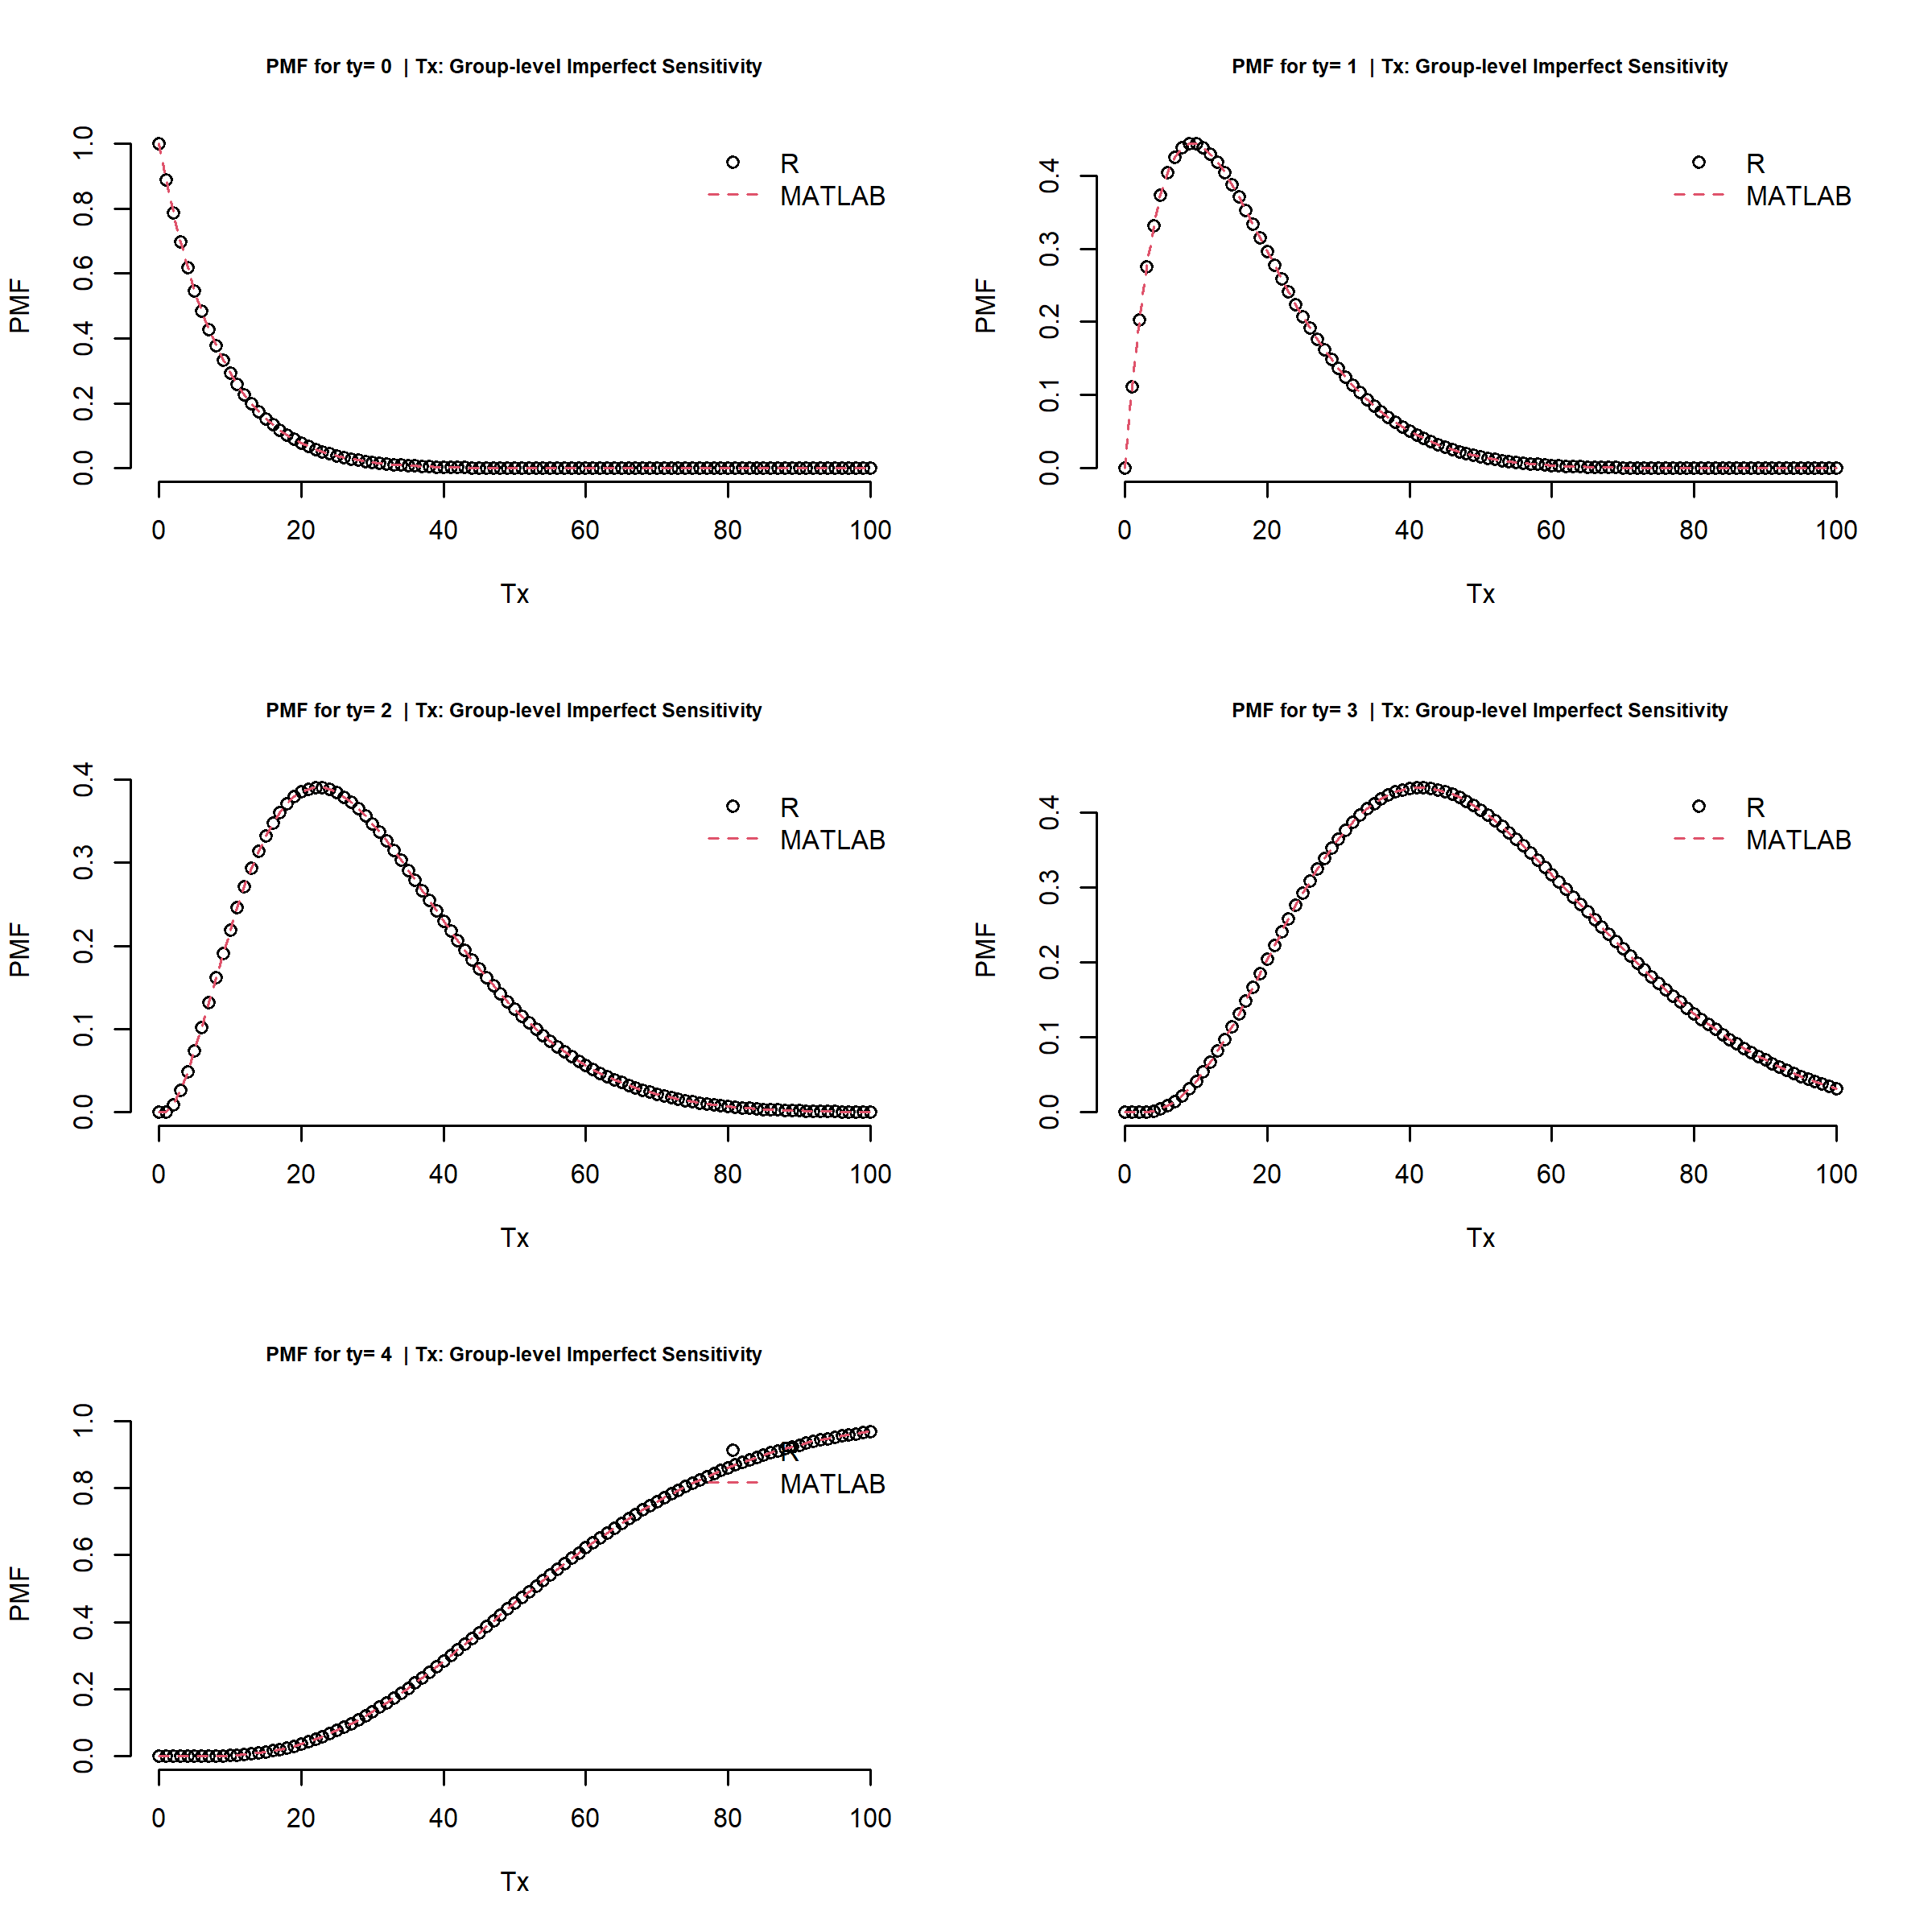 PMF for ty= 0 | Tx: Group-level Imperfect Sensitivity
PMF
0.0 0.2 0.4 0.6 0.8 1.0
R
MATLAB
0 20 40 60 80 100
Tx
PMF for ty= 1 | Tx: Group-level Imperfect Sensitivity
PMF
0.0 0.1 0.2 0.3 0.4
R
MATLAB
0 20 40 60 80 100
Tx
PMF for ty= 2 | Tx: Group-level Imperfect Sensitivity
PMF
0.0 0.1 0.2 0.3 0.4
R
MATLAB
0 20 40 60 80 100
Tx
PMF for ty= 3 | Tx: Group-level Imperfect Sensitivity
PMF
0.0 0.1 0.2 0.3 0.4
R
MATLAB
0 20 40 60 80 100
Tx
PMF for ty= 4 | Tx: Group-level Imperfect Sensitivity
PMF
0.0 0.2 0.4 0.6 0.8 1.0
R
MATLAB
0 20 40 60 80 100
Tx